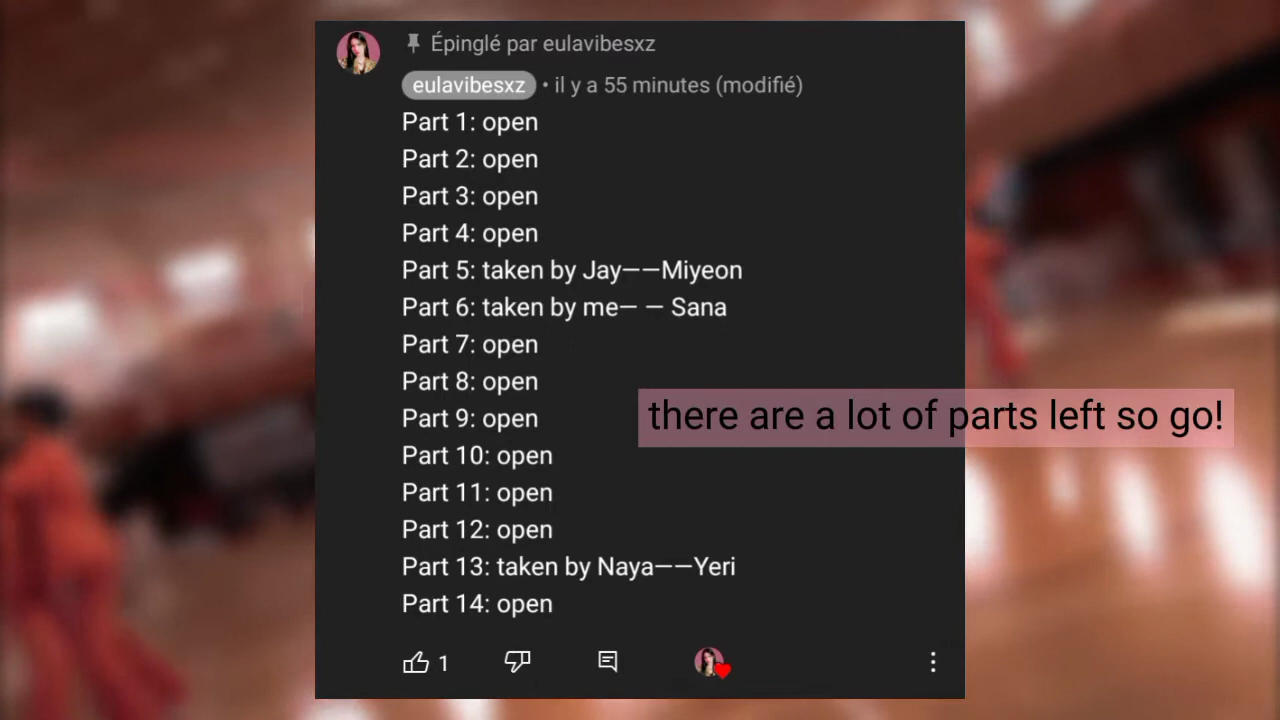 Épinglé par eulavibesxz
eulavibesxz • il y a 55 minutes (modifié)
Part 1: open
Part 2: open
Part 3: open
Part 4: open
Part 5: taken by Jay——Miyeon
Part 6: taken by me— — Sana
Part 7: open
Part 8: open
Part 9: open
there are a lot of parts left so go!
Part 10: open
Part 11: open
Part 12: open
Part 13: taken by Naya——Yeri
Part 14: open
1